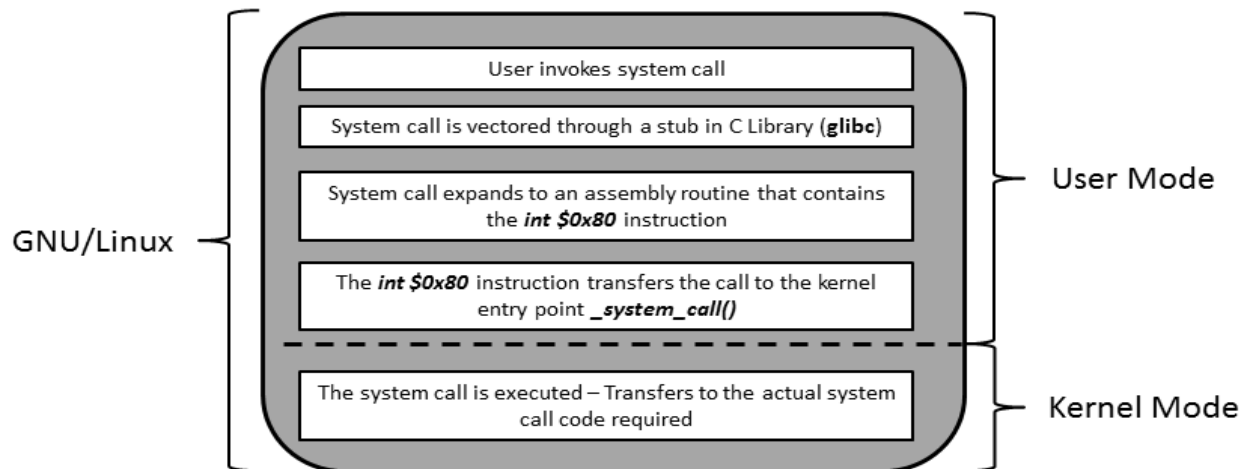 User invokes system call
System call is vectored through a stub in C Library (glibc)
System call expands to an assembly routine that contains
the int $0x80 instruction
The int $0x80 instruction transfers the call to the kernel
entry point _system_call()
The system call is executed – Transfers to the actual system
call code required
GNU/Linux
User Mode
Kernel Mode